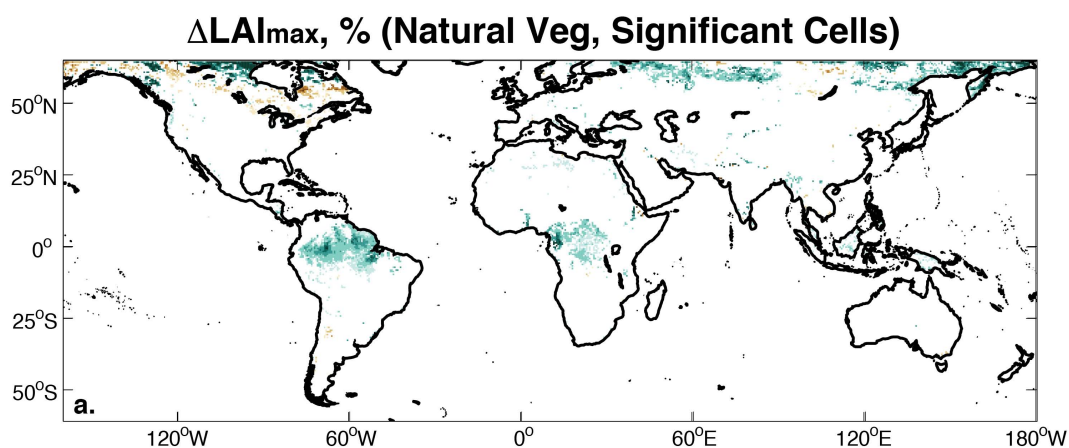 ΔLAImax, % (Natural Veg, Significant Cells)
50°N
25°N
0°
25°S
50°S
a.
120°W 60°W 0° 60°E 120°E 180°W